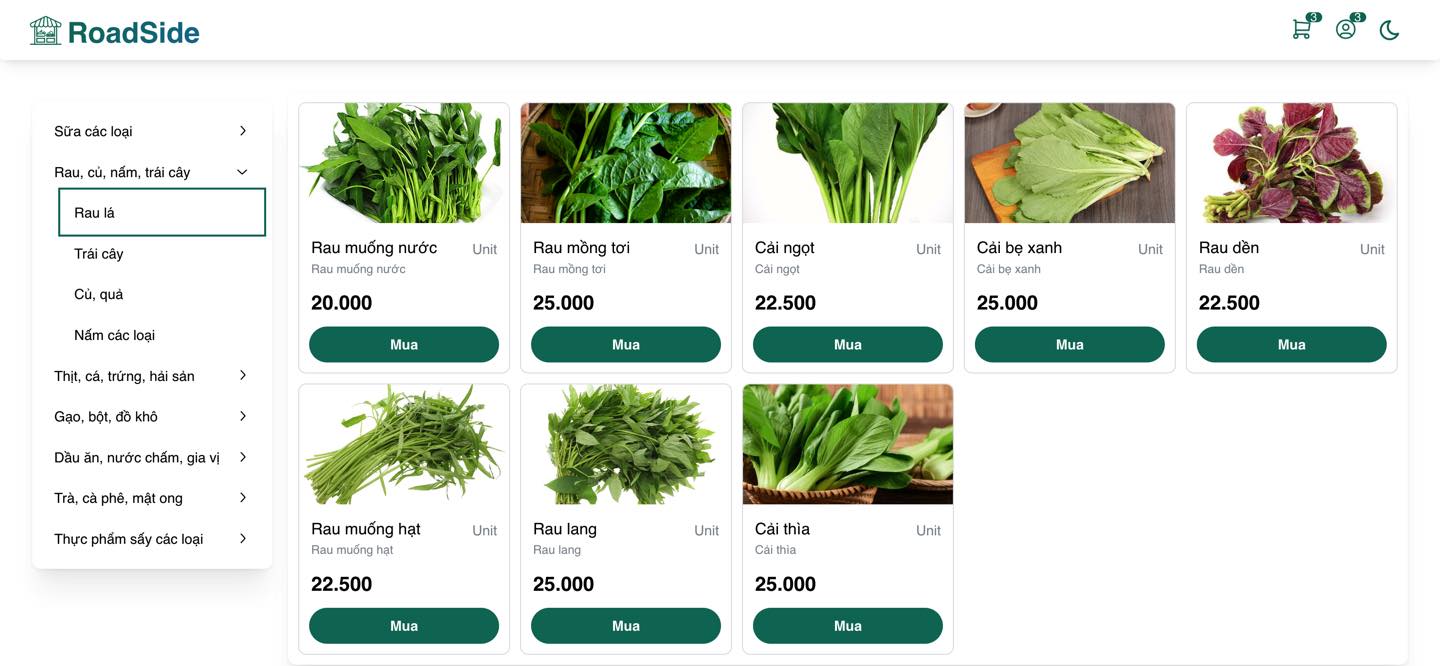 RoadSide
3
3
Sữa các loại
Rau, củ, nấm, trái cây
Rau lá
Trái cây
Củ, quả
Nấm các loại
Thịt, cá, trứng, hải sản
Gạo, bột, đồ khô
Dầu ăn, nước chấm, gia vị
Trà, cà phê, mật ong
Thực phẩm sấy các loại
Rau muống nước Unit
Rau muống nước
20.000
Mua
Rau mồng tơi Unit
Rau mồng tơi
25.000
Mua
Cải ngọt Unit
Cải ngọt
22.500
Mua
Cải bẹ xanh Unit
Cải bẹ xanh
25.000
Mua
Rau dền Unit
Rau dền
22.500
Mua
Rau muống hạt Unit
Rau muống hạt
22.500
Mua
Rau lang Unit
Rau lang
25.000
Mua
Cải thìa Unit
Cải thìa
25.000
Mua